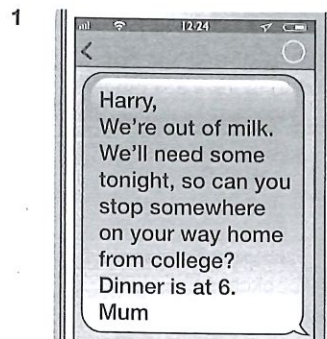 1
12:24
Harry,
We're out of milk.
We'll need some
tonight, so can you
stop somewhere
on your way home
from college?
Dinner is at 6.
Mum